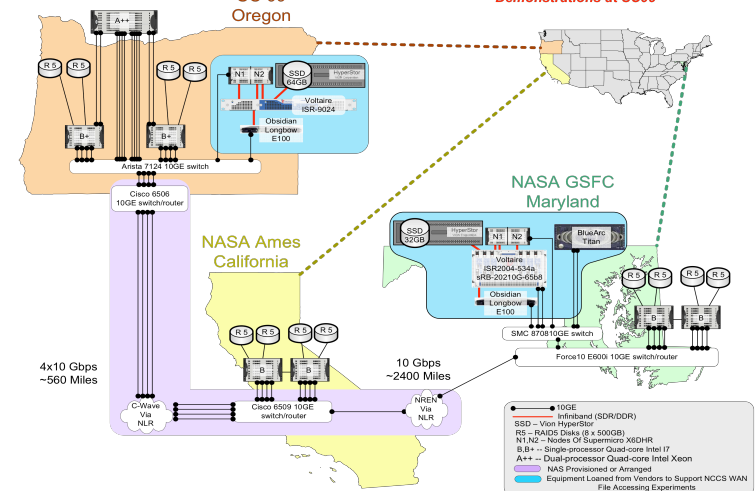 Demonstrations at
Oregon
A++
R 5
R 5
R 5
R 5
B+
B+
N1
N2
SSD
64GB
HyperStor
Voltaire
ISR-9024
Obsidian
Longbow
E100
Arista 7124 10GE switch
Cisco 6506
10GE switch/router
NASA GSFC
Maryland
SSD
32GB
HyperStor
N1
N2
BlueArc
Titan
Voltaire
ISR2004-534a
sRB-20210G-65b8
Obsidian
Longbow
E100
SMC 870810GE switch
R 5
R 5
R 5
R 5
B
B
Force10 E600i 10GE switch/router
NASA Ames
California
R 5
R 5
R 5
R 5
B
B
4x10 Gbps
~560 Miles
10 Gbps
~2400 Miles
C-Wave
Via
NLR
Cisco 6509 10GE
switch/router
NREN
Via
NLR
10GE
Infiniband (SDR/DDR)
SSD – Vion HyperStor
R5 – RAID5 Disks (8 x 500GB)
N1,N2 – Nodes Of Supermicro X6DHR
B,B+ -- Single-processor Quad-core Intel I7
A++ -- Dual-processor Quad-core Intel Xeon
NAS Provisioned or Arranged
Equipment Loaned from Vendors to Support NCCS WAN
File Accessing Experiments